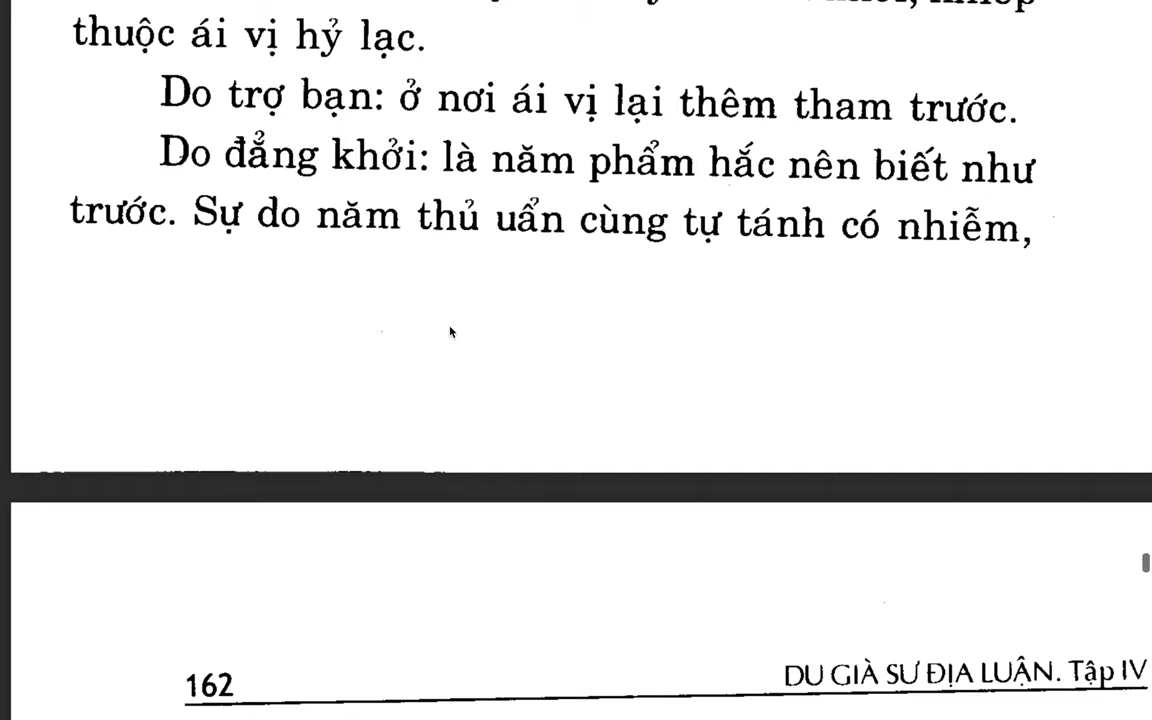 thuộc ái vị hỷ lạc.
Do trợ bạn: ở nơi ái vị lại thêm tham trước.
Do đẳng khởi: là năm phẩm hắc nên biết như
trước. Sự do năm thủ uẩn cùng tự tánh có nhiễm,
162
DU GIÀ SƯ ĐỊA LUẬN. Tập IV